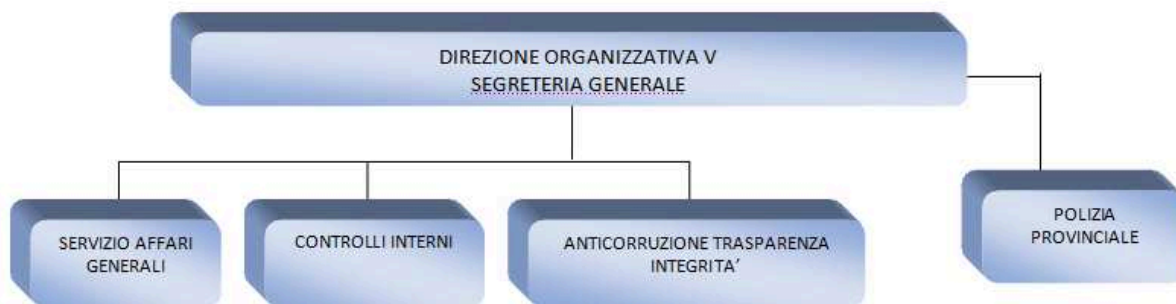 DIREZIONE ORGANIZZATIVA V
SEGRETERIA GENERALE
SERVIZIO AFFARI
GENERALI
CONTROLLI INTERNI
ANTICORRUZIONE TRASPARENZA
INTEGRITA’
POLIZIA
PROVINCIALE